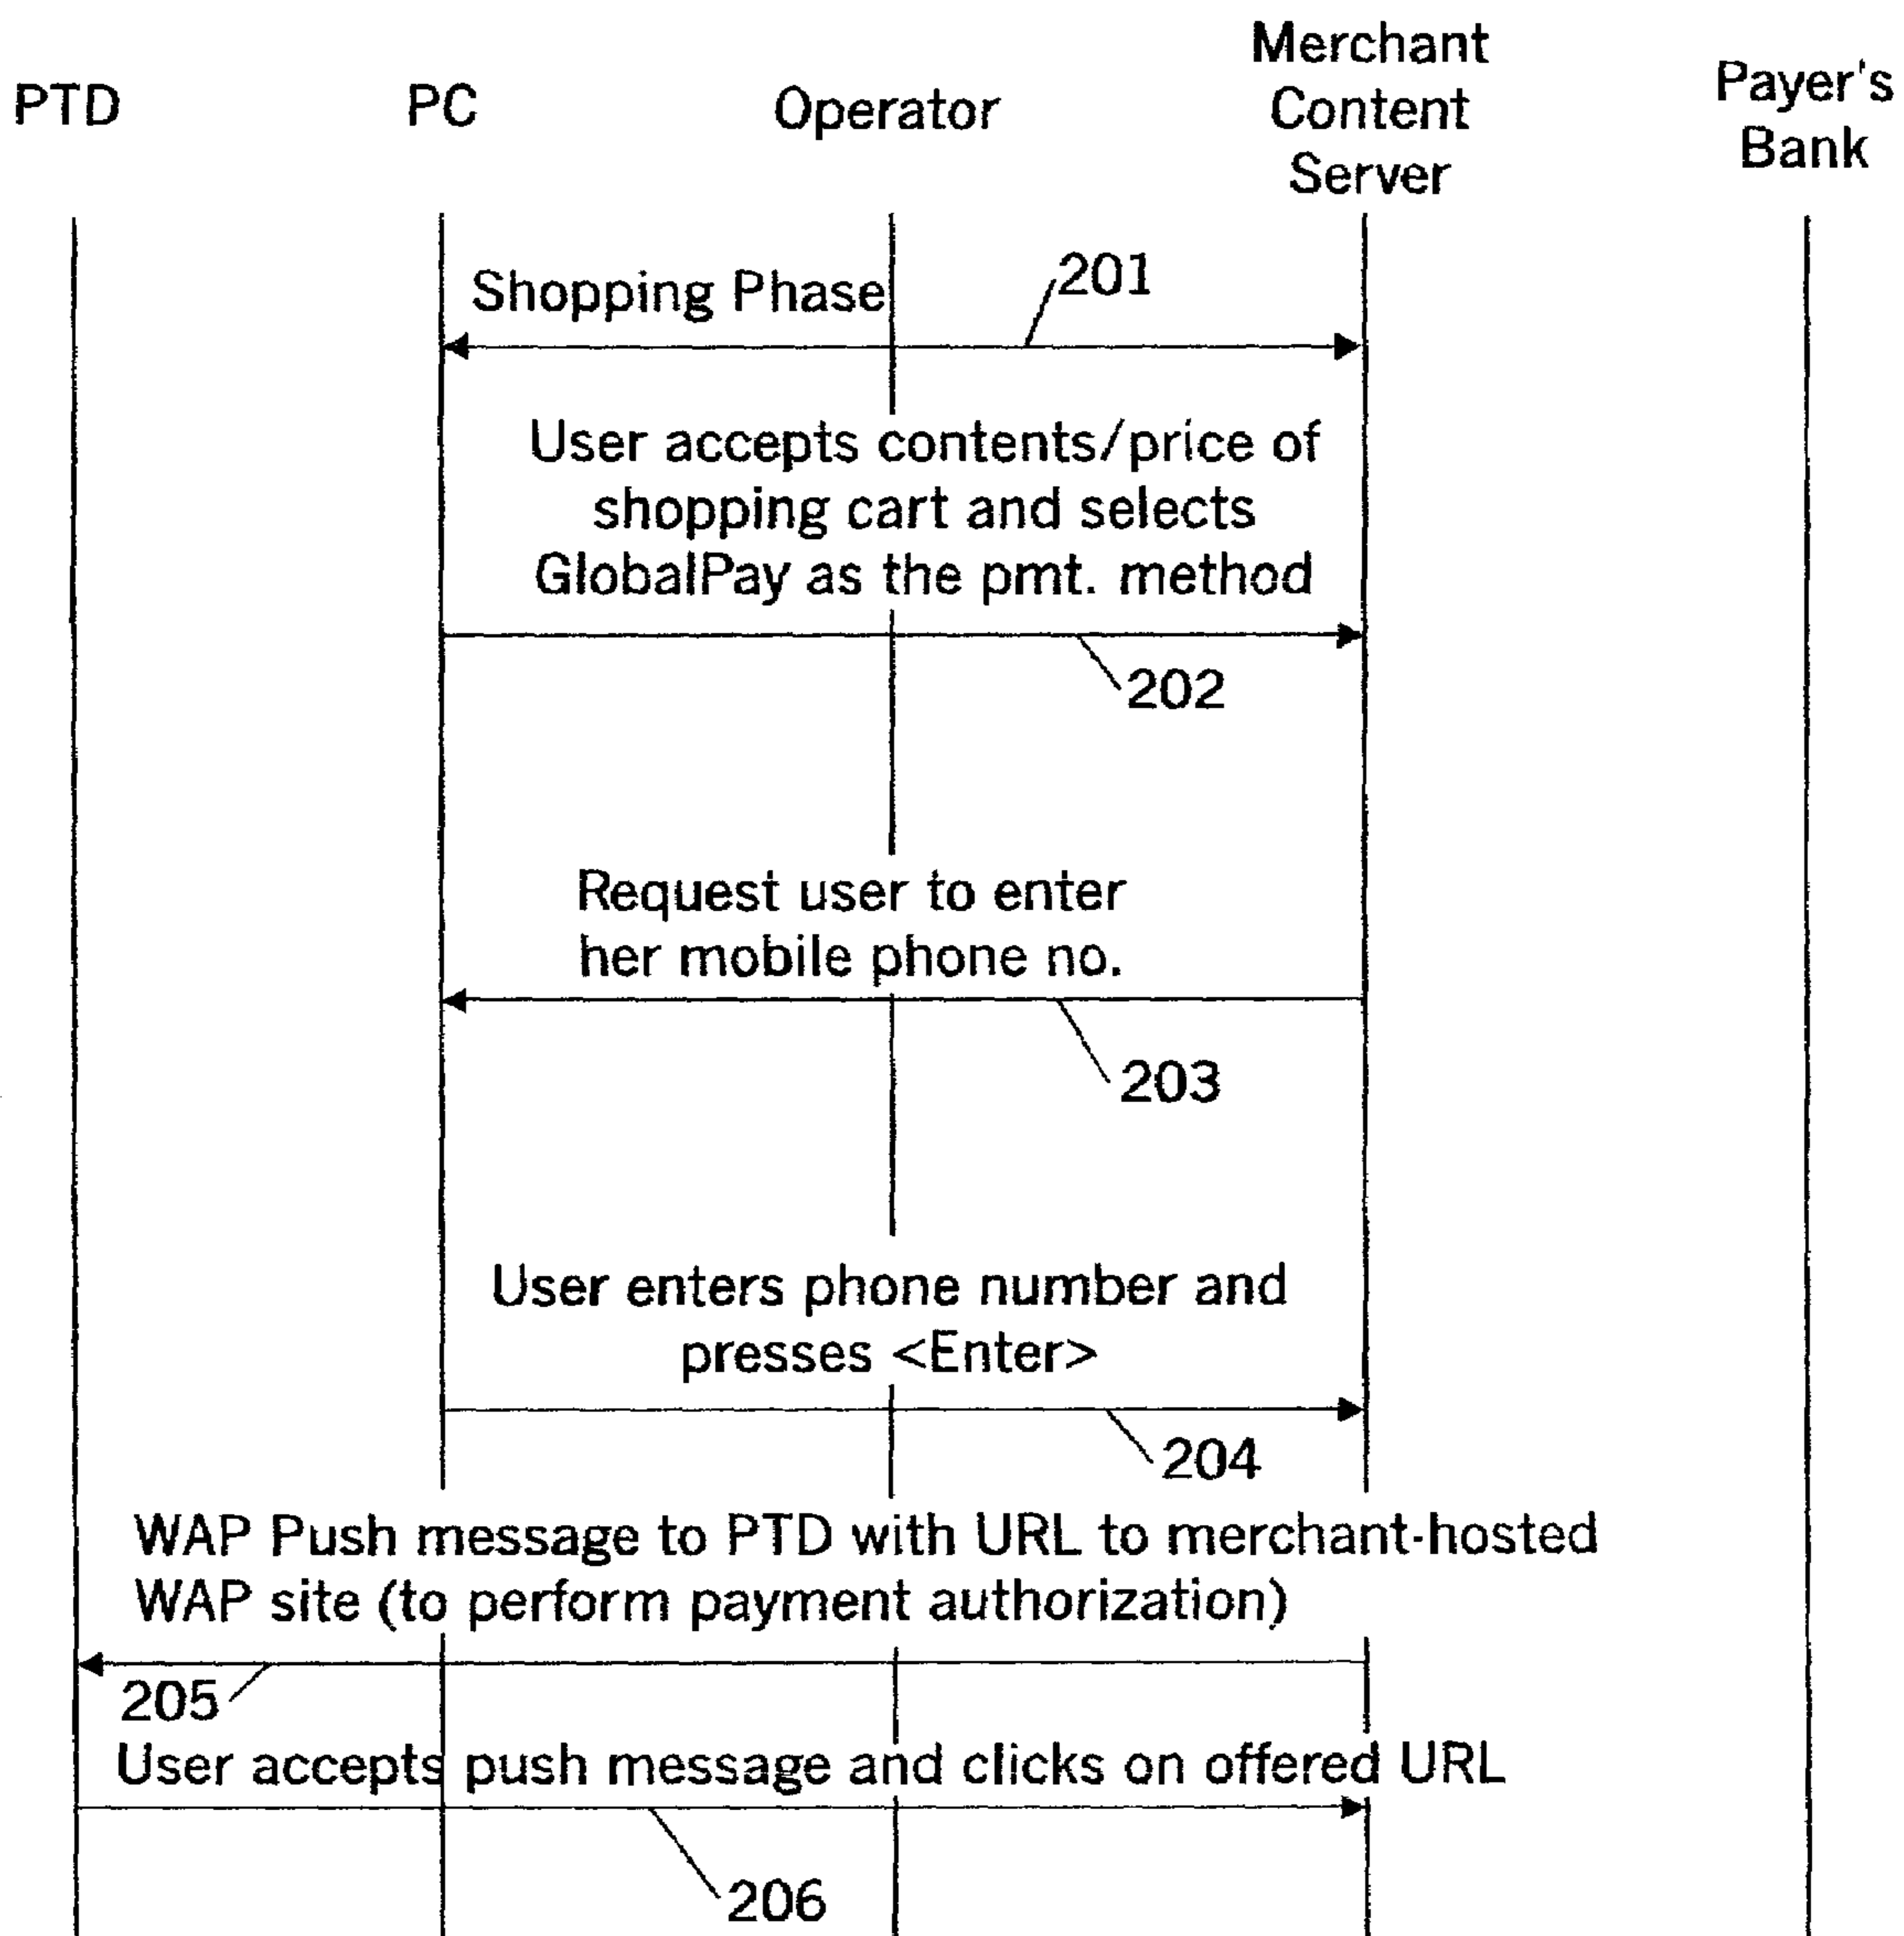 PTD
PC
Operator
Merchant
Content
Server
Payer's
Bank
Shopping Phase
201
User accepts contents/price of
shopping cart and selects
GlobalPay as the pmt. method
202
Request user to enter
her mobile phone no.
203
User enters phone number and
presses <Enter>
204
WAP Push message to PTD with URL to merchant-hosted
WAP site (to perform payment authorization)
205
User accepts push message and clicks on offered URL
206